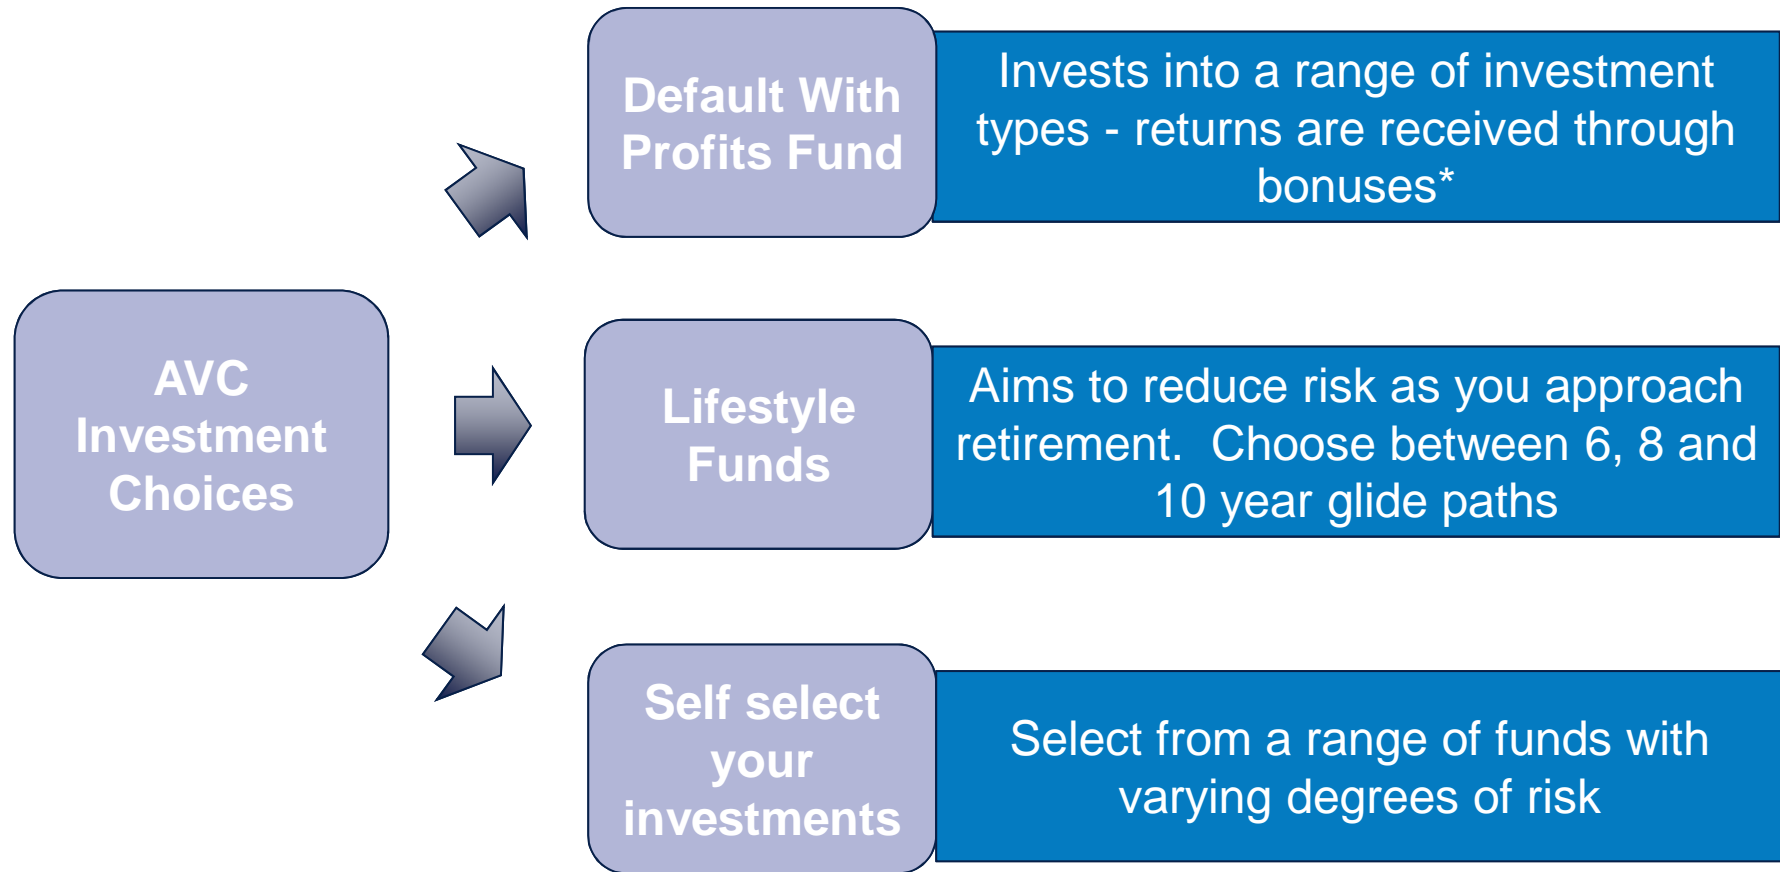 AVC
Investment
Choices
Default With
Profits Fund
Invests into a range of investment
types - returns are received through
bonuses*
Lifestyle
Funds
Aims to reduce risk as you approach
retirement.  Choose between 6, 8 and
10 year glide paths
Self select
your
investments
Select from a range of funds with
varying degrees of risk